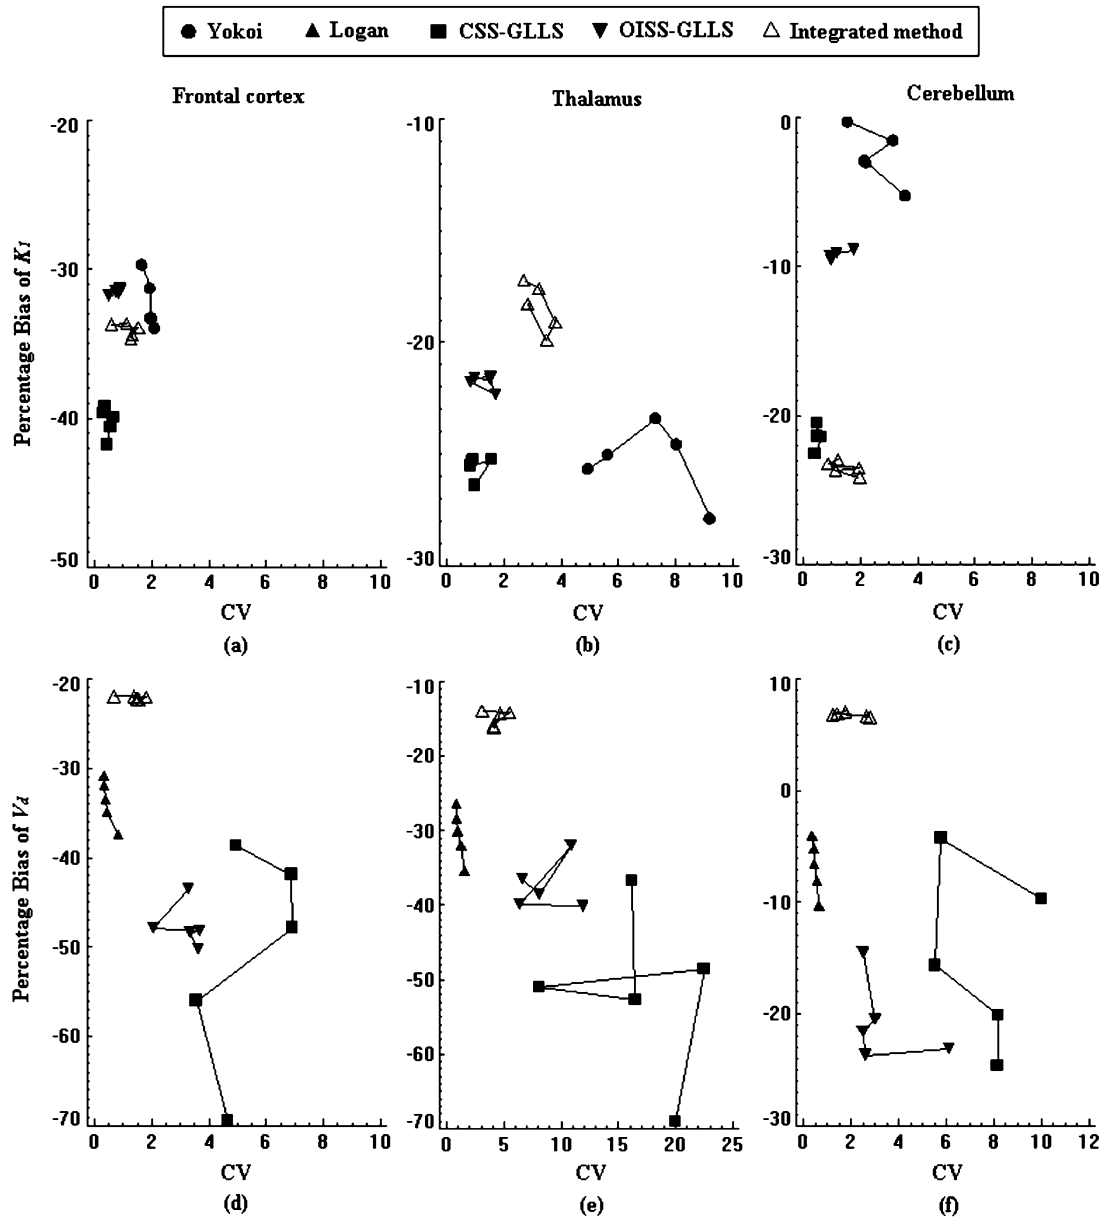 Yokoi Logan CSS-GLLS OISS-GLLS Integrated method
Frontal cortex Thalamus Cerebellum
Percentage Bias of K1
-20
-30
-40
-50
0 2 4 6 8 10
CV
(a)
-10
-20
-30
0 2 4 6 8 10
CV
(b)
0
-10
-20
-30
0 2 4 6 8 10
CV
(c)
Percentage Bias of Vd
-20
-30
-40
-50
-60
-70
0 2 4 6 8 10
CV
(d)
-10
-20
-30
-40
-50
-60
-70
0 5 10 15 20 25
CV
(e)
10
0
-10
-20
-30
0 2 4 6 8 10 12
CV
(f)